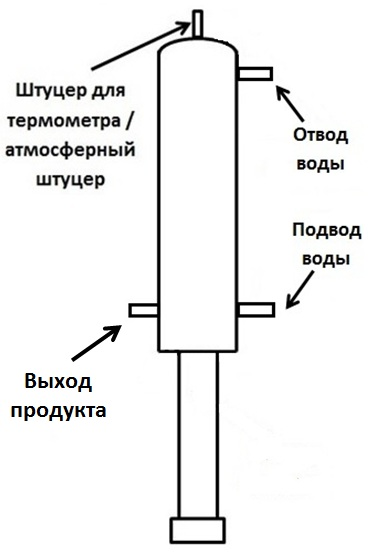 Штуцер для
термометра /
атмосферный
штуцер
Отвод
воды
Подвод
воды
Выход
продукта